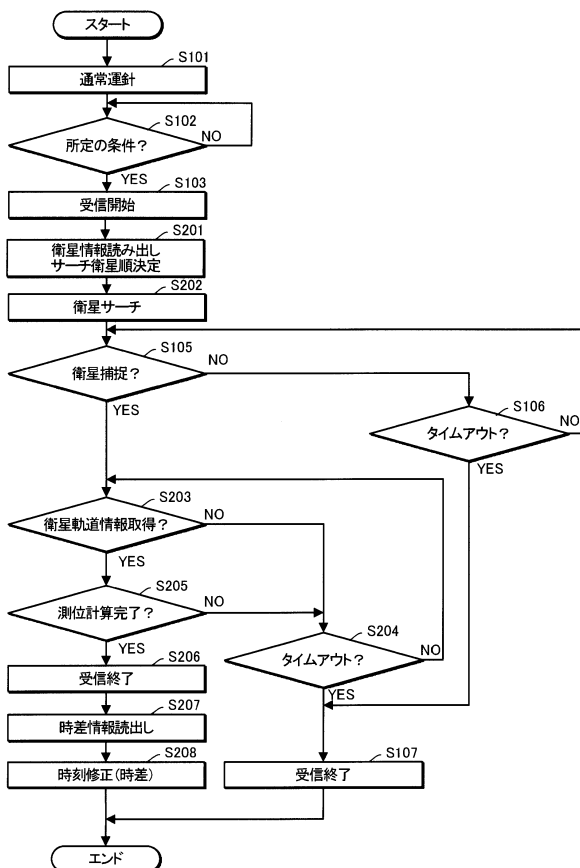 スタート
S101
通常運針
S102
所定の条件？
NO
YES
S103
受信開始
S201
衛星情報読み出し
サーチ衛星順決定
S202
衛星サーチ
S105
衛星捕捉？
NO
YES
S106
タイムアウト？
NO
YES
S203
衛星軌道情報取得？
NO
YES
S205
測位計算完了？
NO
YES
S204
タイムアウト？
NO
YES
S206
受信終了
S207
時差情報読出し
S208
時刻修正(時差)
S107
受信終了
エンド